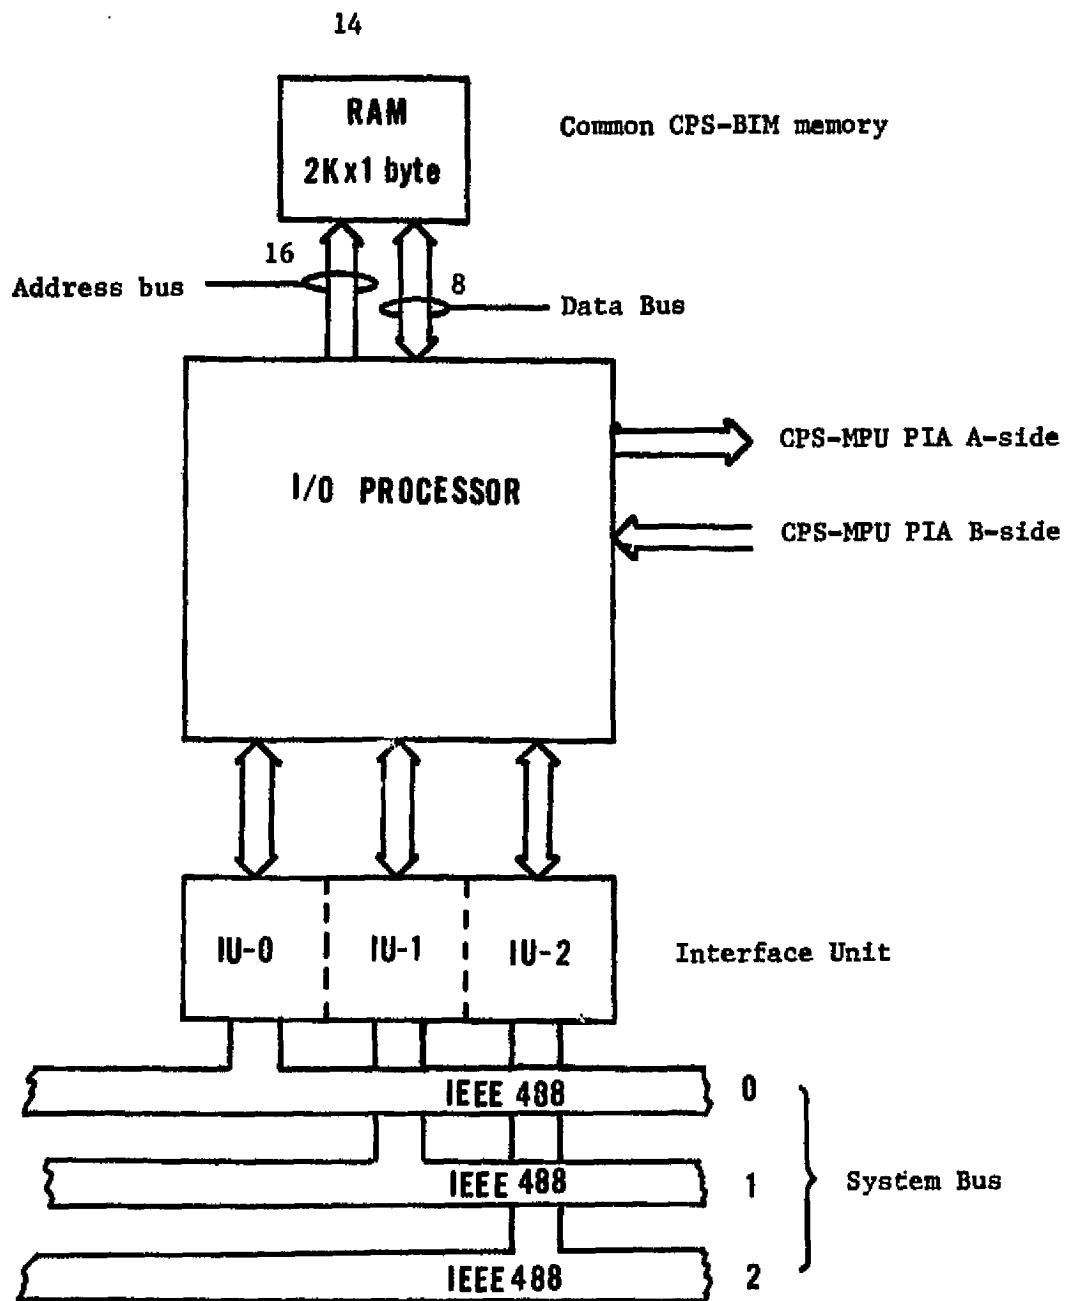 14
RAM
2Kx1 byte
Common CPS-BIM memory
16
Address bus
8
Data Bus
I/O PROCESSOR
CPS-MPU PIA A-side
CPS-MPU PIA B-side
IU-0
IU-1
IU-2
Interface Unit
IEEE 488
0
IEEE 488
1
System Bus
IEEE 488
2